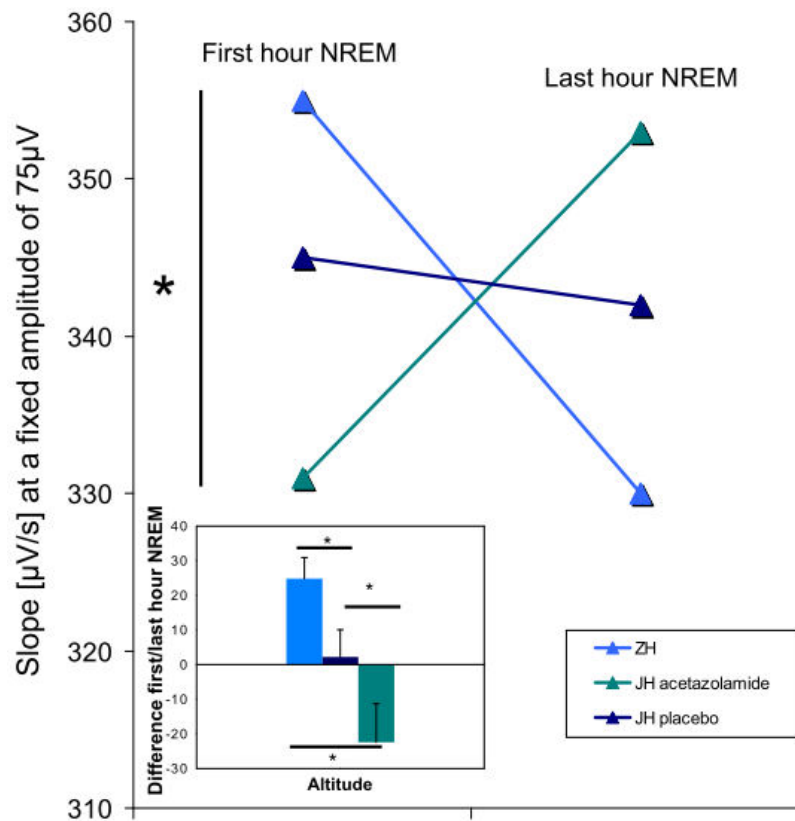 360
First hour NREM
Last hour NREM
350
*
340
330
320
310
Slope [µV/s] at a fixed amplitude of 75µV
40
30
20
10
0
-10
-20
-30
*
*
*
Difference first/last hour NREM
Altitude
ZH
JH acetazolamide
JH placebo